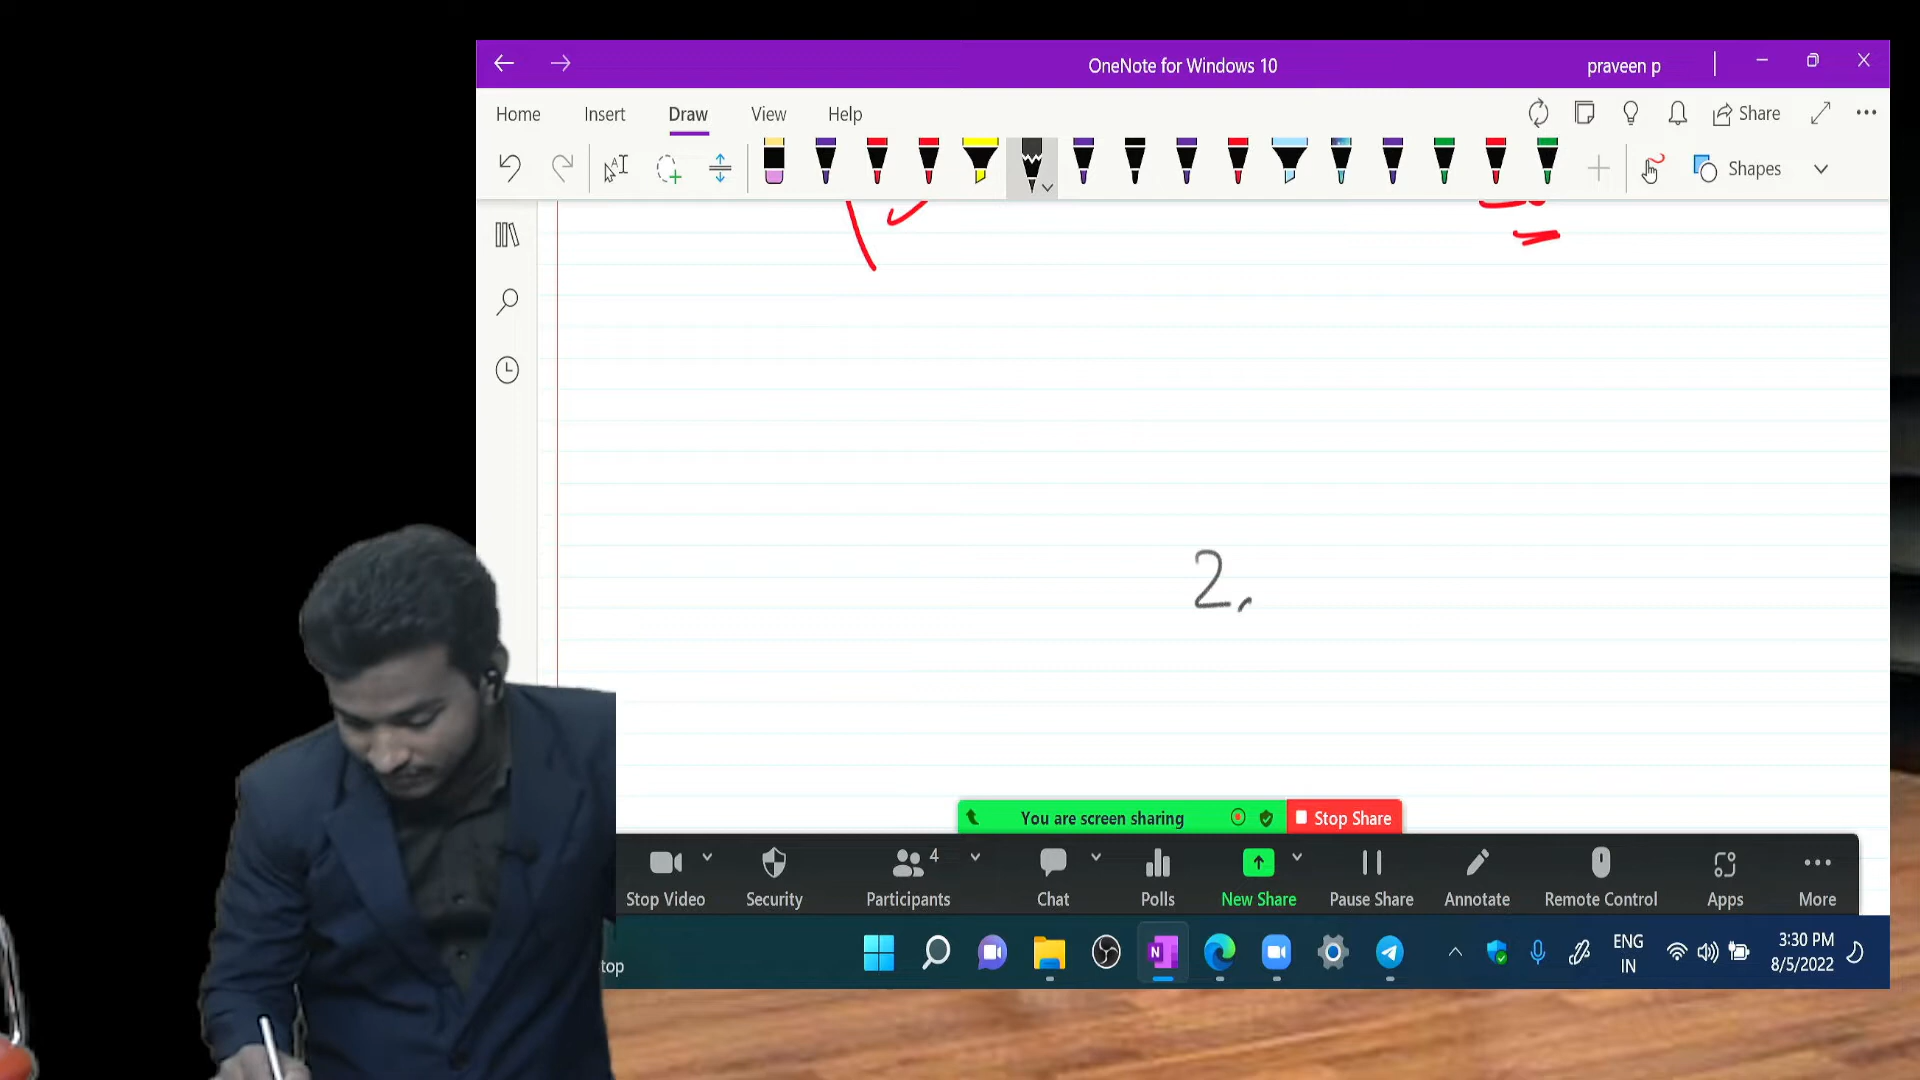 OneNote for Windows 10
praveen p
Home Insert Draw View Help
Share
Shapes
2,
You are screen sharing
Stop Share
4
Stop Video Security Participants Chat Polls New Share Pause Share Annotate Remote Control Apps More
top
ENG
IN
3:30 PM
8/5/2022